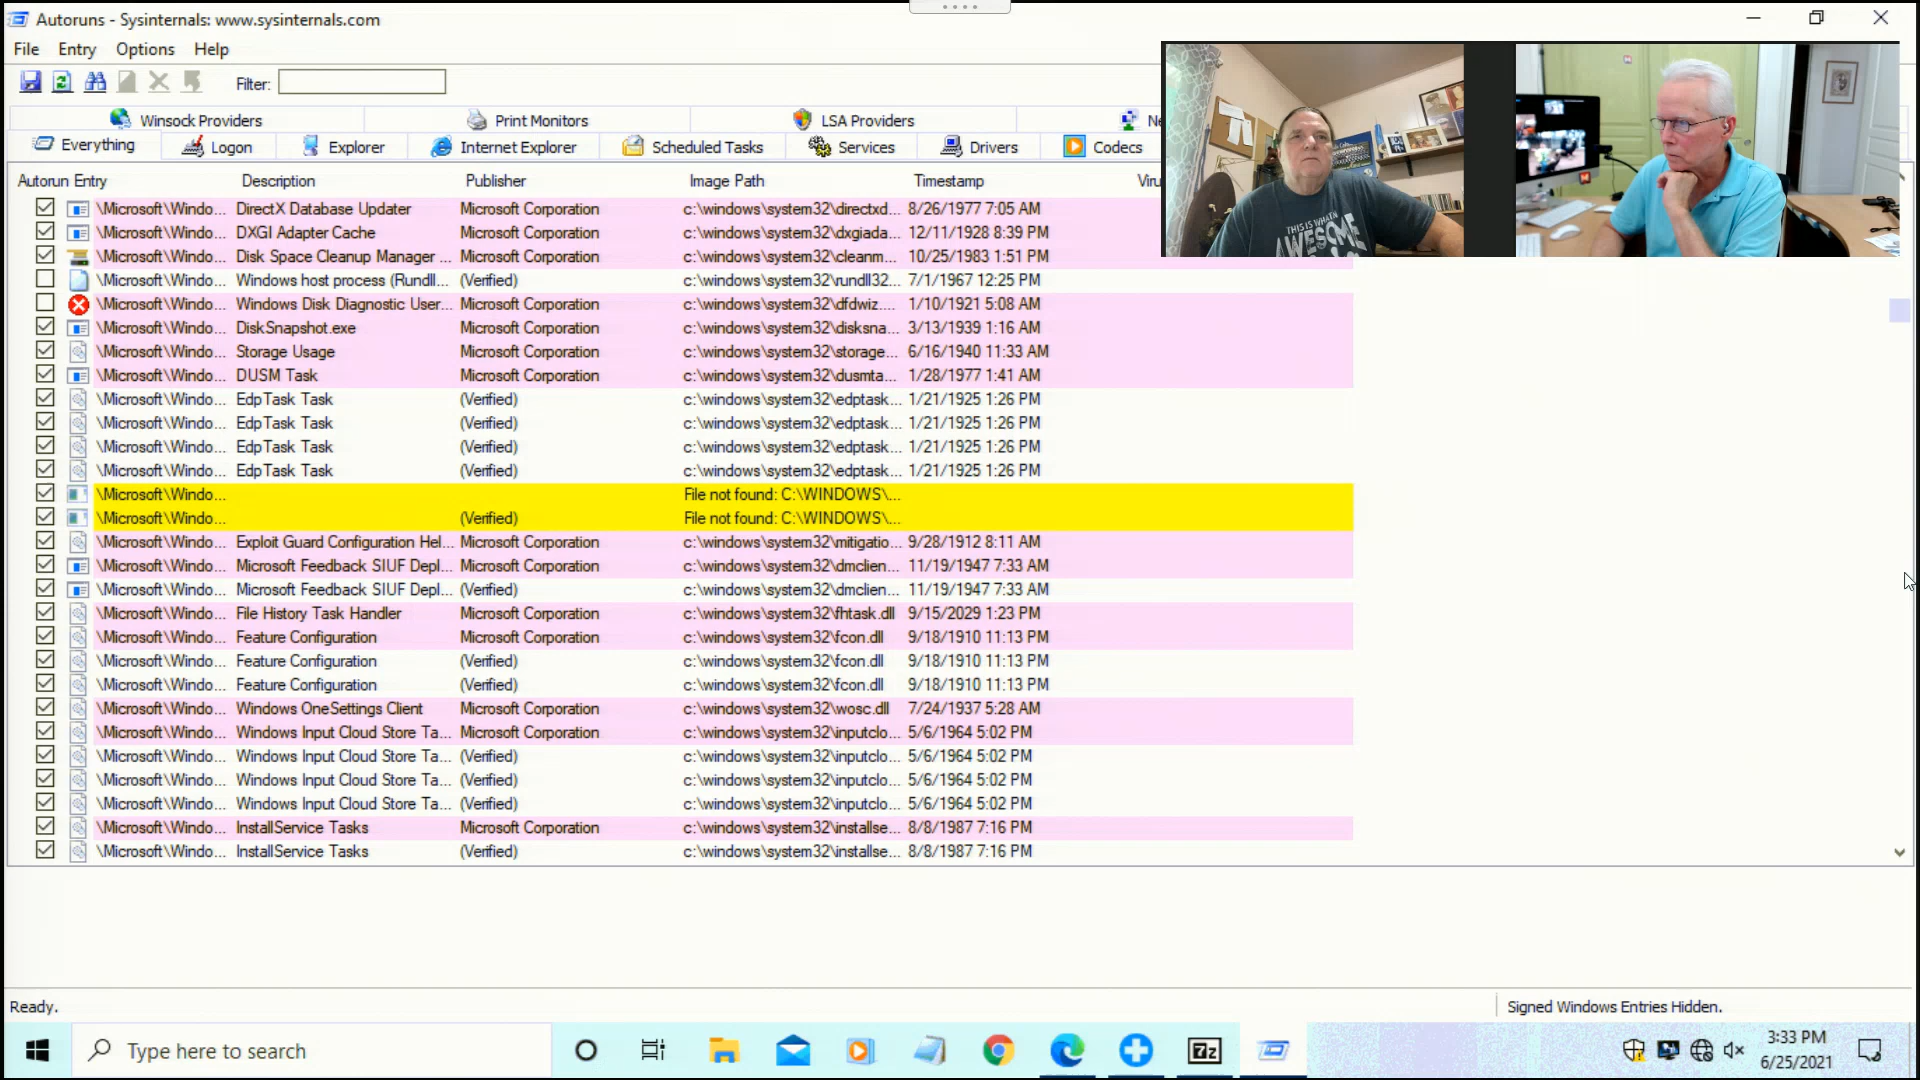 Autoruns - Sysinternals: www.sysinternals.com
File Entry Options Help
Filter:
Winsock Providers Print Monitors LSA Providers Ne
Everything Logon Explorer Internet Explorer Scheduled Tasks Services Drivers Codecs
Autorun Entry Description Publisher Image Path Timestamp Viru
\Microsoft\Windo... DirectX Database Updater Microsoft Corporation c:\windows\system32\directxd... 8/26/1977 7:05 AM
\Microsoft\Windo... DXGI Adapter Cache Microsoft Corporation c:\windows\system32\dxgiada... 12/11/1928 8:39 PM
\Microsoft\Windo... Disk Space Cleanup Manager ... Microsoft Corporation c:\windows\system32\cleanm... 10/25/1983 1:51 PM
\Microsoft\Windo... Windows host process (Rundll... (Verified) c:\windows\system32\rundll32... 7/1/1967 12:25 PM
\Microsoft\Windo... Windows Disk Diagnostic User... Microsoft Corporation c:\windows\system32\dfdwiz.... 1/10/1921 5:08 AM
\Microsoft\Windo... DiskSnapshot.exe Microsoft Corporation c:\windows\system32\disksna... 3/13/1939 1:16 AM
\Microsoft\Windo... Storage Usage Microsoft Corporation c:\windows\system32\storage... 6/16/1940 11:33 AM
\Microsoft\Windo... DUSM Task Microsoft Corporation c:\windows\system32\dusmta... 1/28/1977 1:41 AM
\Microsoft\Windo... EdpTask Task (Verified) c:\windows\system32\edptask... 1/21/1925 1:26 PM
\Microsoft\Windo... EdpTask Task (Verified) c:\windows\system32\edptask... 1/21/1925 1:26 PM
\Microsoft\Windo... EdpTask Task (Verified) c:\windows\system32\edptask... 1/21/1925 1:26 PM
\Microsoft\Windo... EdpTask Task (Verified) c:\windows\system32\edptask... 1/21/1925 1:26 PM
\Microsoft\Windo... File not found: C:\WINDOWS\...
\Microsoft\Windo... (Verified) File not found: C:\WINDOWS\...
\Microsoft\Windo... Exploit Guard Configuration Hel... Microsoft Corporation c:\windows\system32\mitigatio... 9/28/1912 8:11 AM
\Microsoft\Windo... Microsoft Feedback SIUF Depl... Microsoft Corporation c:\windows\system32\dmclien... 11/19/1947 7:33 AM
\Microsoft\Windo... Microsoft Feedback SIUF Depl... (Verified) c:\windows\system32\dmclien... 11/19/1947 7:33 AM
\Microsoft\Windo... File History Task Handler Microsoft Corporation c:\windows\system32\fhtask.dll 9/15/2029 1:23 PM
\Microsoft\Windo... Feature Configuration Microsoft Corporation c:\windows\system32\fcon.dll 9/18/1910 11:13 PM
\Microsoft\Windo... Feature Configuration (Verified) c:\windows\system32\fcon.dll 9/18/1910 11:13 PM
\Microsoft\Windo... Feature Configuration (Verified) c:\windows\system32\fcon.dll 9/18/1910 11:13 PM
\Microsoft\Windo... Windows OneSettings Client Microsoft Corporation c:\windows\system32\wosc.dll 7/24/1937 5:28 AM
\Microsoft\Windo... Windows Input Cloud Store Ta... Microsoft Corporation c:\windows\system32\inputclo... 5/6/1964 5:02 PM
\Microsoft\Windo... Windows Input Cloud Store Ta... (Verified) c:\windows\system32\inputclo... 5/6/1964 5:02 PM
\Microsoft\Windo... Windows Input Cloud Store Ta... (Verified) c:\windows\system32\inputclo... 5/6/1964 5:02 PM
\Microsoft\Windo... Windows Input Cloud Store Ta... (Verified) c:\windows\system32\inputclo... 5/6/1964 5:02 PM
\Microsoft\Windo... InstallService Tasks Microsoft Corporation c:\windows\system32\installse... 8/8/1987 7:16 PM
\Microsoft\Windo... InstallService Tasks (Verified) c:\windows\system32\installse... 8/8/1987 7:16 PM
THIS IS WHAT
AWESOME
Ready. Signed Windows Entries Hidden.
Type here to search
7z
3:33 PM
6/25/2021